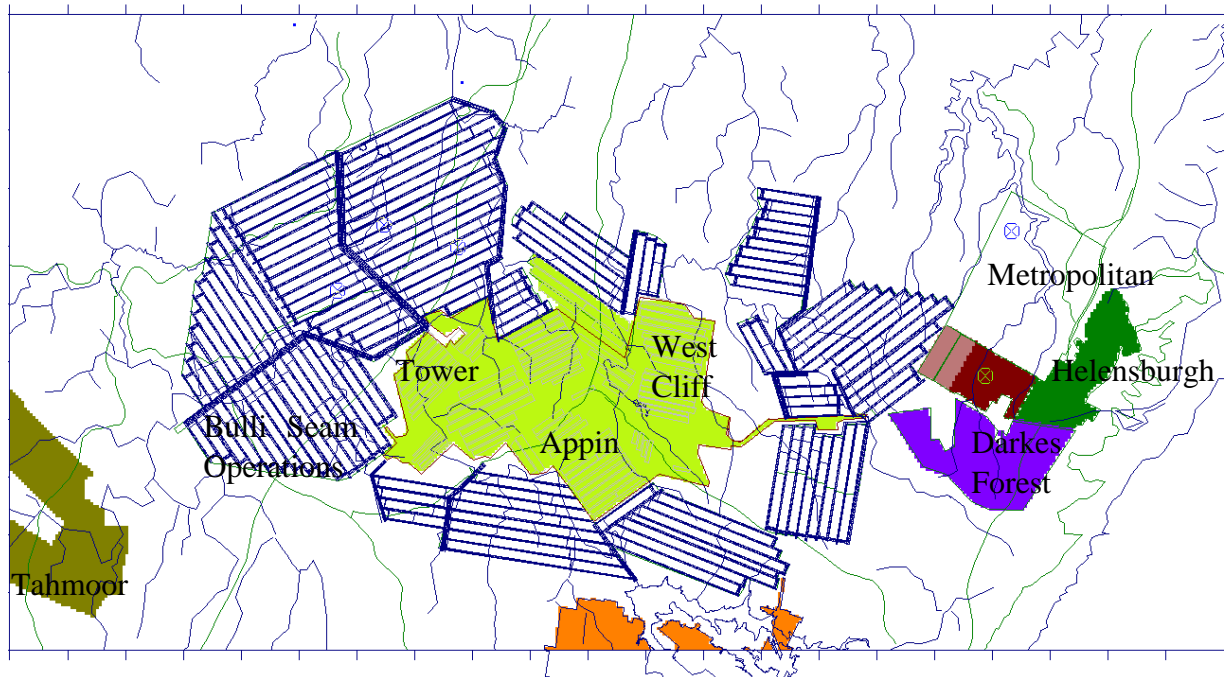 Metropolitan
West
Cliff
Tower
Helensburgh
Bulli Seam
Operations
Appin
Darkes
Forest
Tahmoor